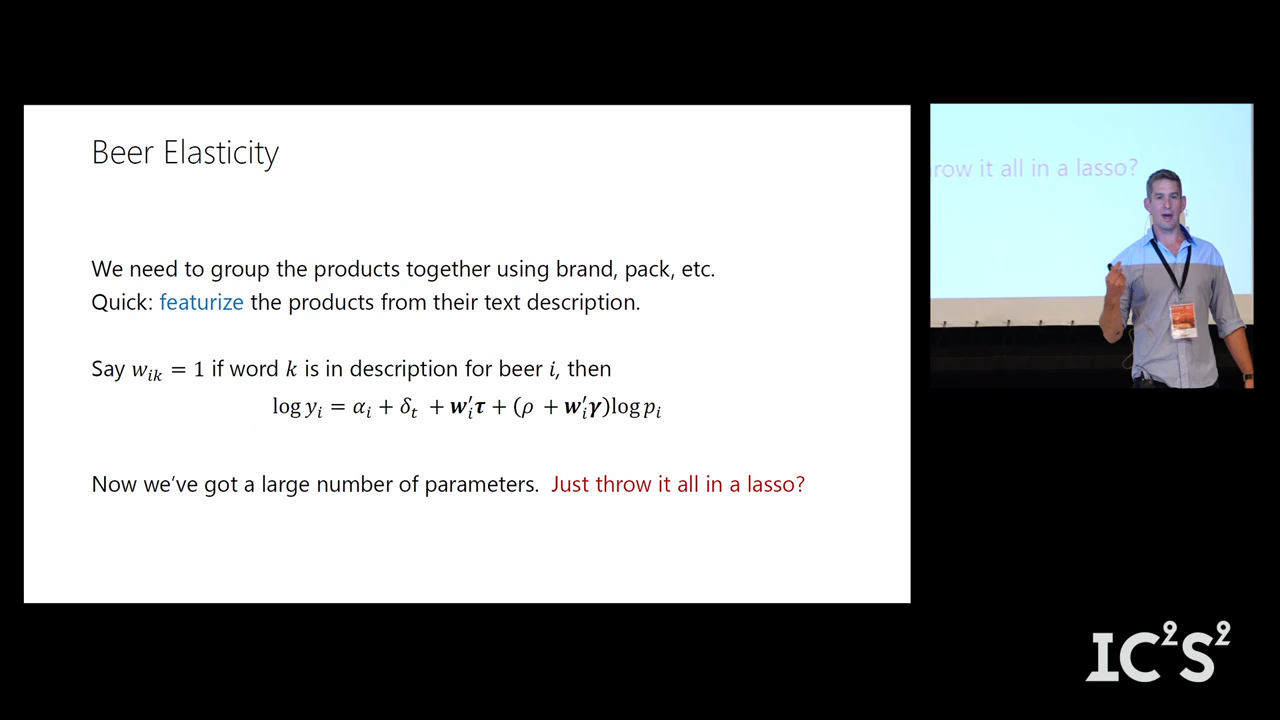 Beer Elasticity
We need to group the products together using brand, pack, etc.
Quick: featurize the products from their text description.
Say 𝑤ᵢₖ = 1 if word 𝑘 is in description for beer 𝑖, then
log 𝑦ᵢ = 𝛼ᵢ + 𝛿ₜ + 𝒘ᵢ′𝝉 + (𝜌 + 𝒘ᵢ′𝜸)log 𝑝ᵢ
Now we’ve got a large number of parameters. Just throw it all in a lasso?
row it all in a lasso?
IC²S²